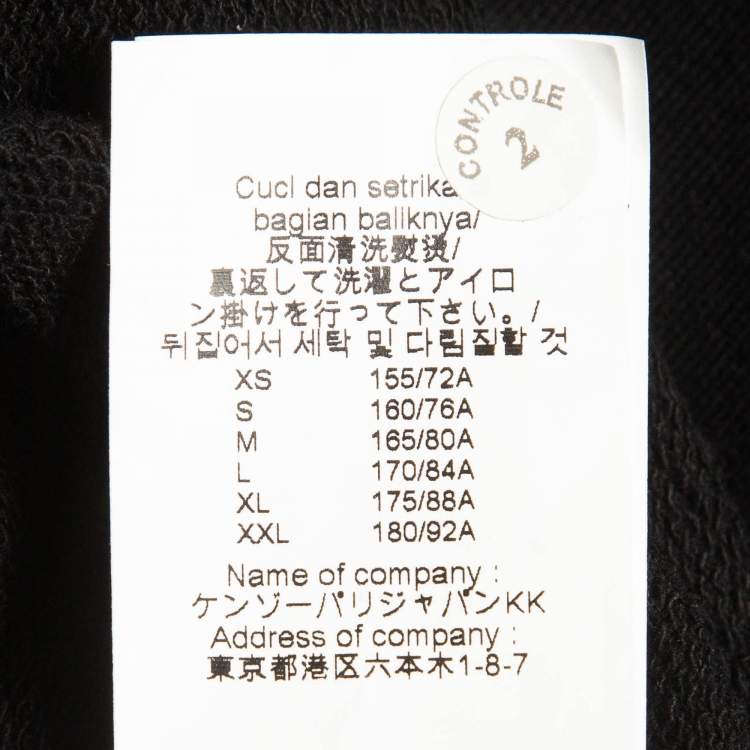 CONTROLE
2
Cuci dan setrika
bagian baliknya/
反面清洗熨烫/
裏返して洗濯とアイロ
ン掛けを行って下さい。/
뒤집어서 세탁 및 다림질할 것
XS 155/72A
S 160/76A
M 165/80A
L 170/84A
XL 175/88A
XXL 180/92A
Name of company :
ケンゾーパリジャパンKK
Address of company :
東京都港区六本木1-8-7